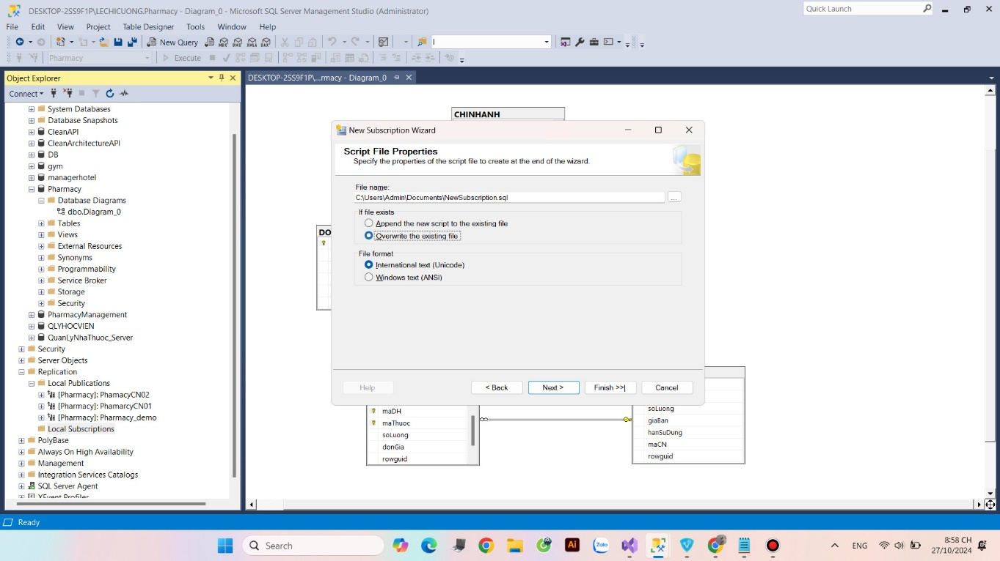 DESKTOP-2SS9F1P\LECHICUONG.Pharmacy - Diagram_0 - Microsoft SQL Server Management Studio (Administrator)
Quick Launch
File Edit View Project Table Designer Tools Window Help
New Query
Pharmacy
Execute
Object Explorer
DESKTOP-2SS9F1P\...rmacy - Diagram_0
Connect
System Databases
Database Snapshots
CleanAPI
CleanArchitectureAPI
DB
gym
managerhotel
Pharmacy
Database Diagrams
dbo.Diagram_0
Tables
Views
External Resources
Synonyms
Programmability
Service Broker
Storage
Security
PharmacyManagement
QLYHOCVIEN
QuanLyNhaThuoc_Server
Security
Server Objects
Replication
Local Publications
[Pharmacy]: PhamacyCN02
[Pharmacy]: PhamarcyCN01
[Pharmacy]: Pharmacy_demo
Local Subscriptions
PolyBase
Always On High Availability
Management
Integration Services Catalogs
SQL Server Agent
XEvent Profiler
CHINHANH
DO
New Subscription Wizard
Script File Properties
Specify the properties of the script file to create at the end of the wizard.
File name:
C:\Users\Admin\Documents\NewSubscription.sql
...
If file exists
Append the new script to the existing file
Overwrite the existing file
File format
International text (Unicode)
Windows text (ANSI)
Help
< Back
Next >
Finish >>|
Cancel
maDH
maThuoc
soLuong
donGia
rowguid
soLuong
giaBan
hanSuDung
maCN
rowguid
Ready
Search
Ai
Zalo
ENG
8:58 CH
27/10/2024